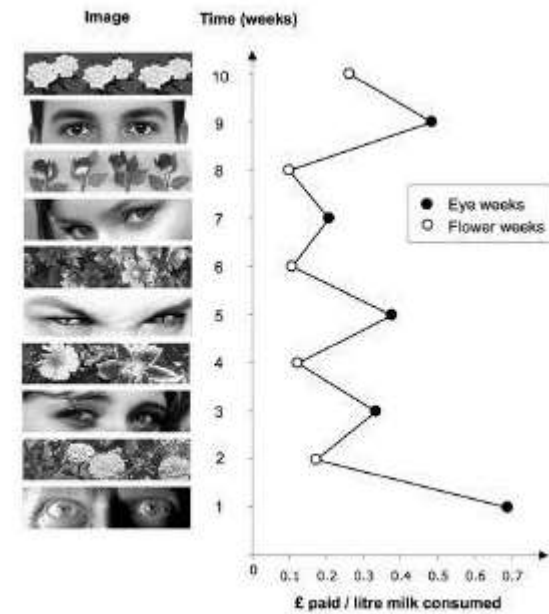 Image Time (weeks)
10
9
8
7
6
5
4
3
2
1
Eye weeks
Flower weeks
0 0.1 0.2 0.3 0.4 0.5 0.6 0.7
£ paid / litre milk consumed